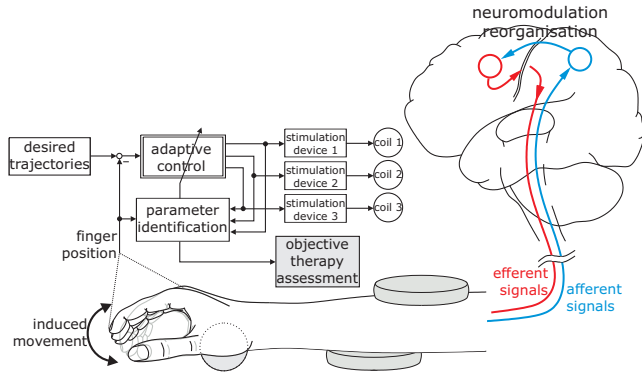 neuromodulation
reorganisation
desired
trajectories
adaptive
control
stimulation
device 1
coil 1
stimulation
device 2
coil 2
stimulation
device 3
coil 3
parameter
identification
finger
position
objective
therapy
assessment
efferent
signals
afferent
signals
induced
movement